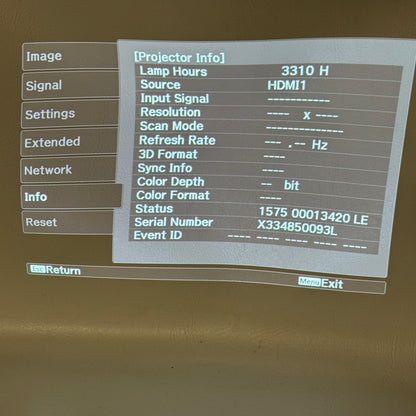 Image
Signal
Settings
Extended
Network
Info
Reset
[Projector Info]
Lamp Hours 3310 H
Source HDMI1
Input Signal -----------
Resolution ---- x ----
Scan Mode --------------
Refresh Rate --- . -- Hz
3D Format ----
Sync Info ----
Color Depth -- bit
Color Format ----
Status 1575 00013420 LE
Serial Number X334850093L
Event ID ---- ---- ---- ---- ----
Esc Return
Menu Exit